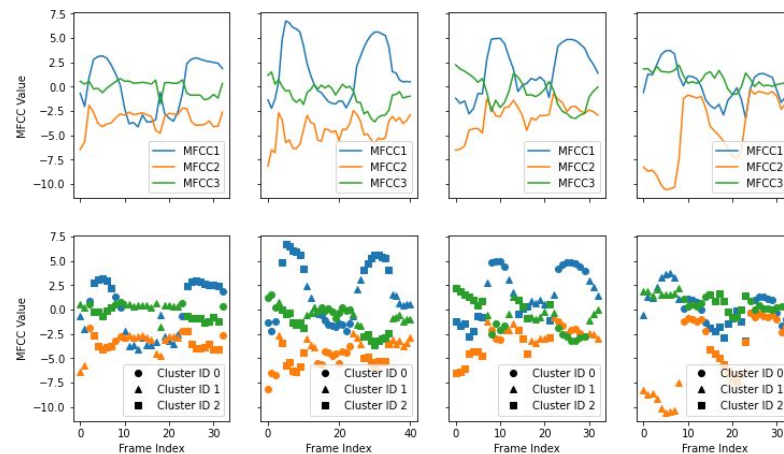 7.5
5.0
2.5
0.0
−2.5
−5.0
−7.5
−10.0
MFCC Value
MFCC1
MFCC2
MFCC3
MFCC1
MFCC2
MFCC3
MFCC1
MFCC2
MFCC3
MFCC1
MFCC2
MFCC3
7.5
5.0
2.5
0.0
−2.5
−5.0
−7.5
−10.0
MFCC Value
Cluster ID 0
Cluster ID 1
Cluster ID 2
Cluster ID 0
Cluster ID 1
Cluster ID 2
Cluster ID 0
Cluster ID 1
Cluster ID 2
Cluster ID 0
Cluster ID 1
Cluster ID 2
0 10 20 30 0 20 40 0 10 20 30 0 10 20 30
Frame Index Frame Index Frame Index Frame Index